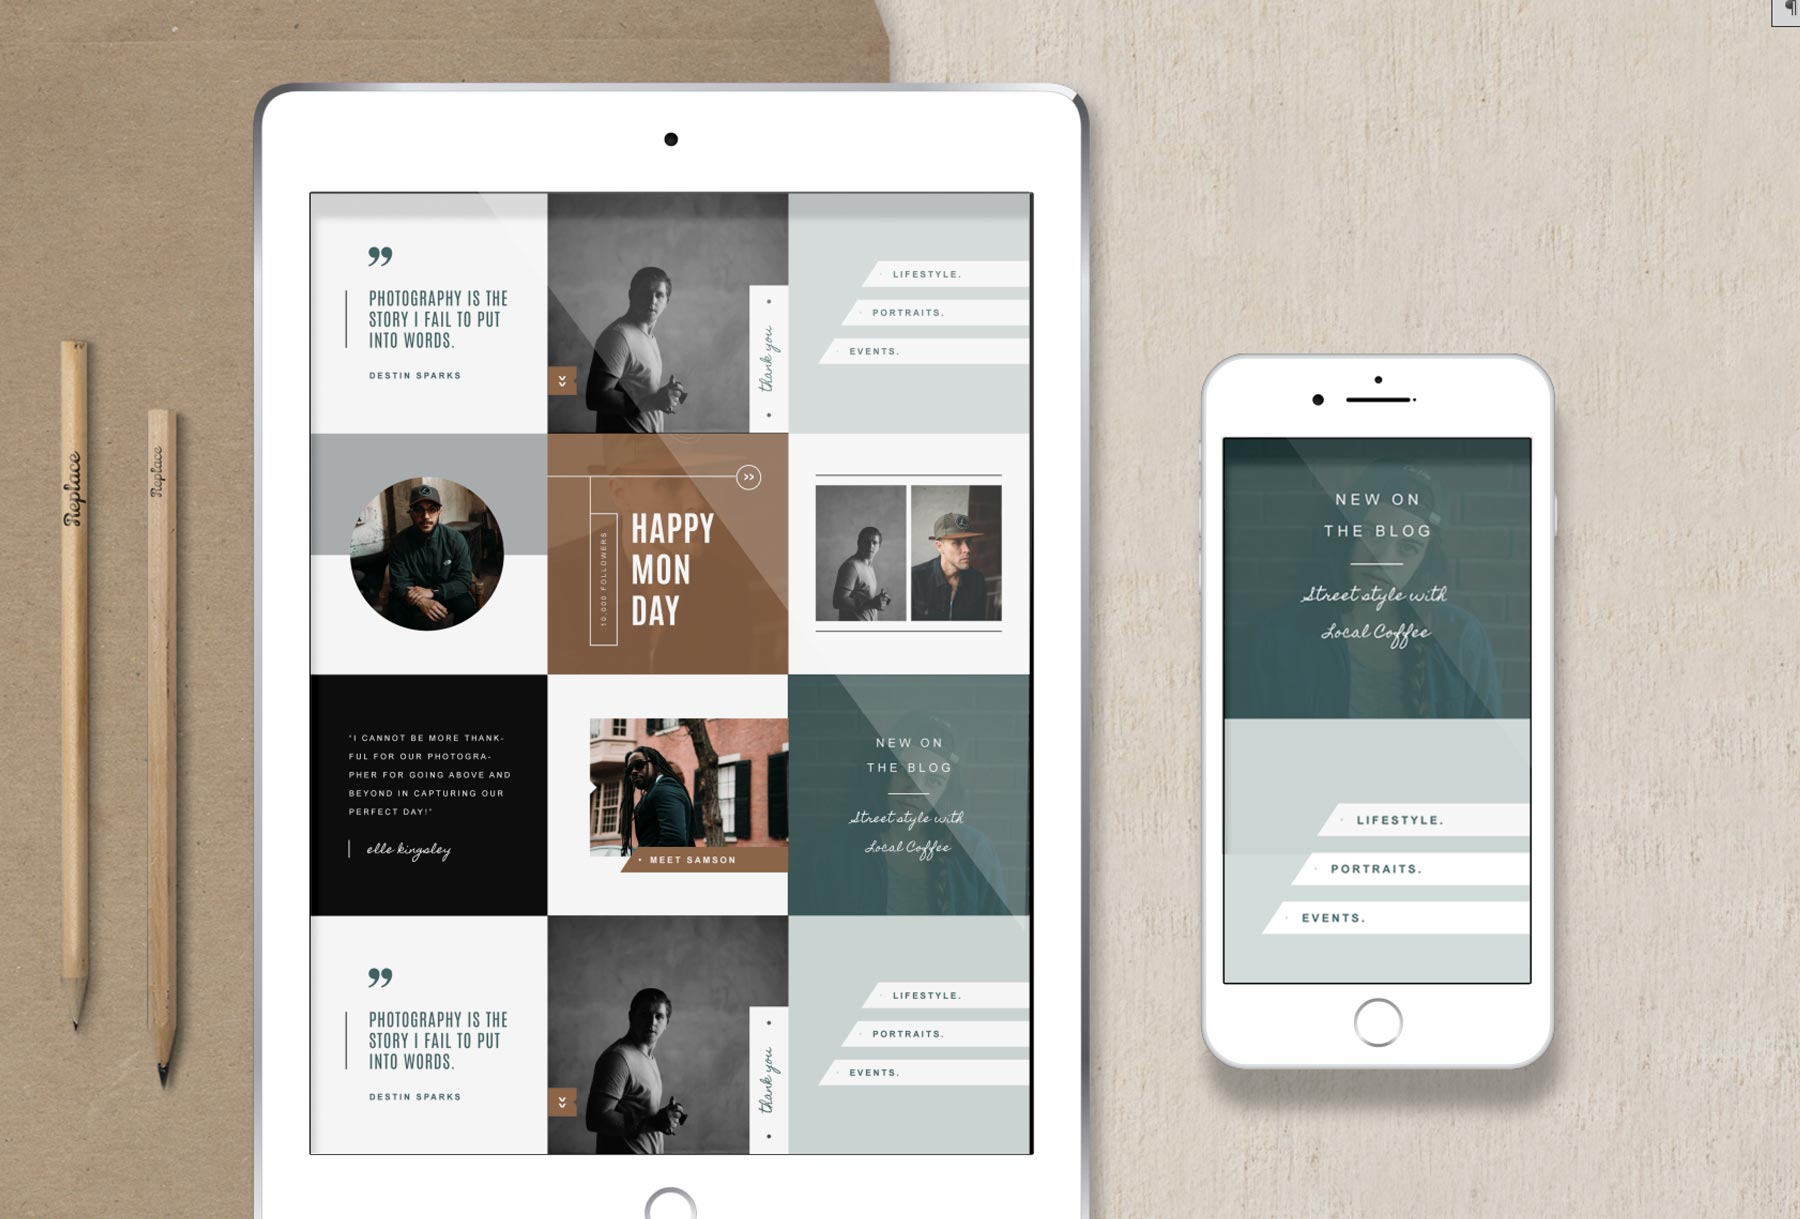 ¶
Replace
Replace
”
PHOTOGRAPHY IS THE
STORY I FAIL TO PUT
INTO WORDS.
DESTIN SPARKS
thank you
LIFESTYLE.
PORTRAITS.
EVENTS.
10,000 FOLLOWERS
HAPPY
MON
DAY
"I CANNOT BE MORE THANK-
FUL FOR OUR PHOTOGRA-
PHER FOR GOING ABOVE AND
BEYOND IN CAPTURING OUR
PERFECT DAY!"
elle kingsley
MEET SAMSON
NEW ON
THE BLOG
Street style with
Local Coffee
”
PHOTOGRAPHY IS THE
STORY I FAIL TO PUT
INTO WORDS.
DESTIN SPARKS
thank you
LIFESTYLE.
PORTRAITS.
EVENTS.
NEW ON
THE BLOG
Street style with
Local Coffee
LIFESTYLE.
PORTRAITS.
EVENTS.